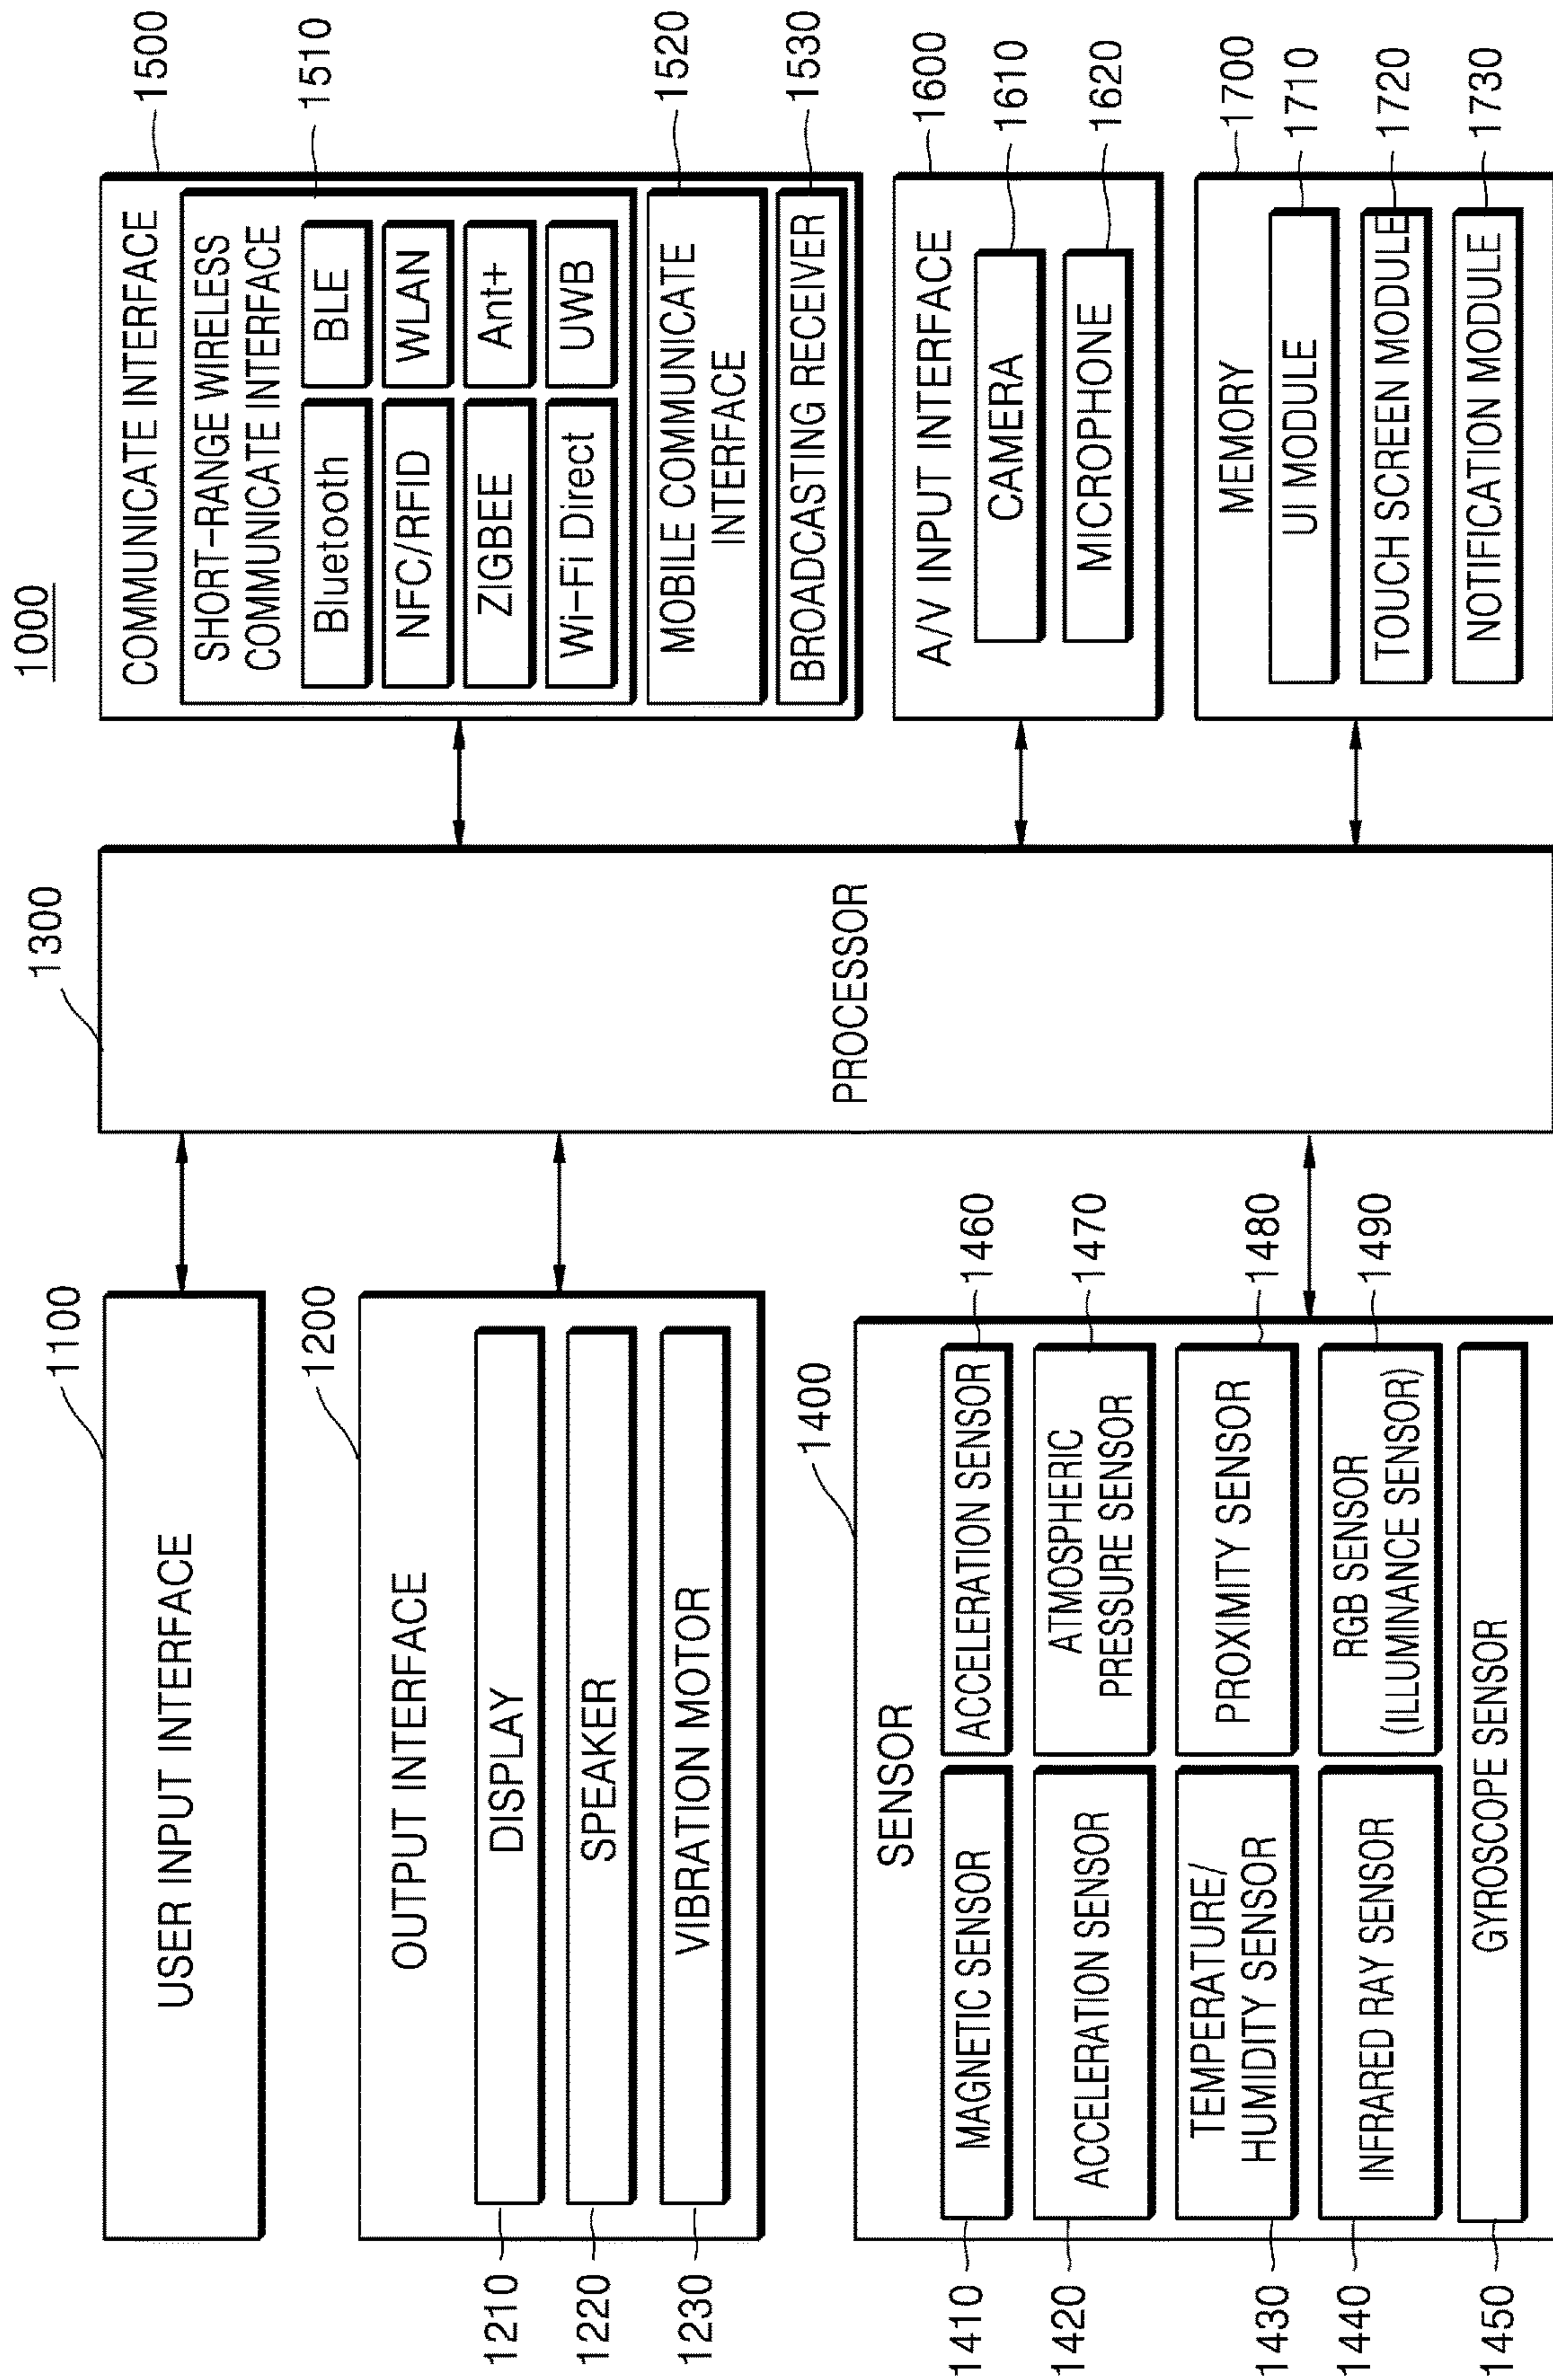 1000
1100
USER INPUT INTERFACE
1200
OUTPUT INTERFACE
1210
DISPLAY
1220
SPEAKER
1230
VIBRATION MOTOR
1400
SENSOR
1410
MAGNETIC SENSOR
ACCELERATION SENSOR
1460
1420
ACCELERATION SENSOR
ATMOSPHERIC
PRESSURE SENSOR
1470
1430
TEMPERATURE/
HUMIDITY SENSOR
PROXIMITY SENSOR
1480
1440
INFRARED RAY SENSOR
RGB SENSOR
(ILLUMINANCE SENSOR)
1490
1450
GYROSCOPE SENSOR
1300
PROCESSOR
1500
COMMUNICATE INTERFACE
SHORT-RANGE WIRELESS
COMMUNICATE INTERFACE
1510
Bluetooth
BLE
NFC/RFID
WLAN
ZIGBEE
Ant+
Wi-Fi Direct
UWB
MOBILE COMMUNICATE
INTERFACE
1520
BROADCASTING RECEIVER
1530
A/V INPUT INTERFACE
1600
CAMERA
1610
MICROPHONE
1620
MEMORY
1700
UI MODULE
1710
TOUCH SCREEN MODULE
1720
NOTIFICATION MODULE
1730